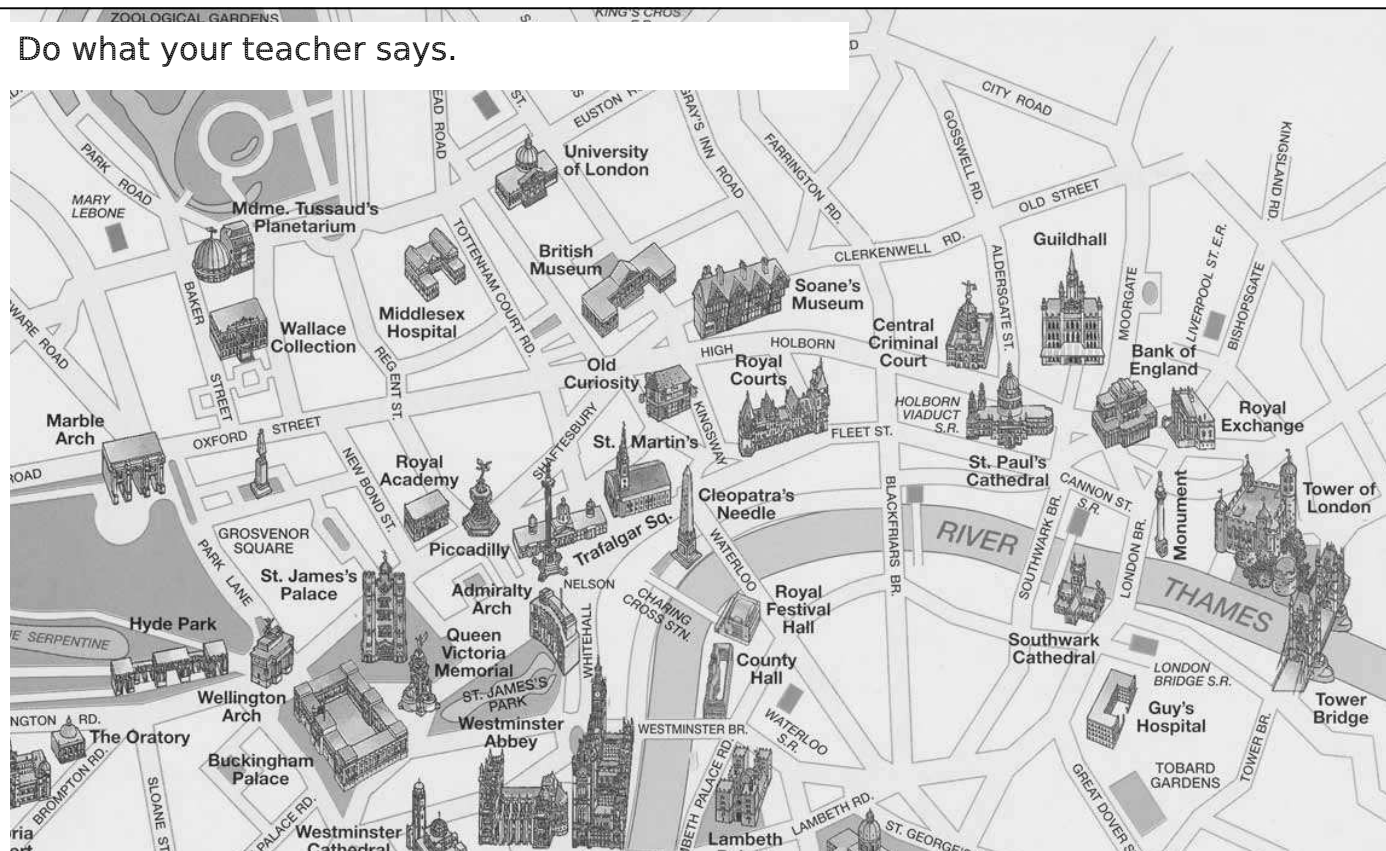 ZOOLOGICAL GARDENS
Do what your teacher says.
CITY ROAD
EUSTON
GRAY'S INN ROAD
FARRINGTON RD.
GOSSWELL RD.
KINGSLAND RD.
PARK ROAD
University
of London
OLD STREET
MARY
LEBONE
Mdme. Tussaud's
Planetarium
TOTTENHAM COURT RD.
British
Museum
CLERKENWELL RD.
Guildhall
ALDERSGATE ST.
MOORGATE
LIVERPOOL ST. E.R.
BISHOPSGATE
BAKER
STREET
Middlesex
Hospital
Soane's
Museum
Wallace
Collection
REGENT ST.
HIGH HOLBORN
Central
Criminal
Court
Bank of
England
Old
Curiosity
Royal
Courts
KINGSWAY
HOLBORN
VIADUCT
S.R.
Royal
Exchange
Marble
Arch
OXFORD STREET
SHAFTESBURY
St. Martin's
FLEET ST.
St. Paul's
Cathedral
NEW BOND ST.
Royal
Academy
Cleopatra's
Needle
BLACKFRIARS BR.
CANNON ST.
S.R.
Monument
Tower of
London
GROSVENOR
SQUARE
Piccadilly
Trafalgar Sq.
WATERLOO
RIVER
THAMES
SOUTHWARK BR.
LONDON BR.
PARK LANE
St. James's
Palace
Admiralty
Arch
NELSON
WHITEHALL
CHARING
CROSS STN.
Royal
Festival
Hall
Hyde Park
SERPENTINE
Queen
Victoria
Memorial
Southwark
Cathedral
County
Hall
LONDON
BRIDGE S.R.
Wellington
Arch
ST. JAMES'S
PARK
Westminster
Abbey
WESTMINSTER BR.
WATERLOO
S.R.
Guy's
Hospital
Tower
Bridge
RD.
The Oratory
BROMPTON RD.
Buckingham
Palace
SLOANE ST
PALACE RD.
TOBARD
GARDENS
TOWER BR.
GREAT DOVER S
PALACE RD
Westminster
Cathedral
Lambeth
LAMBETH RD.
ST. GEORGE